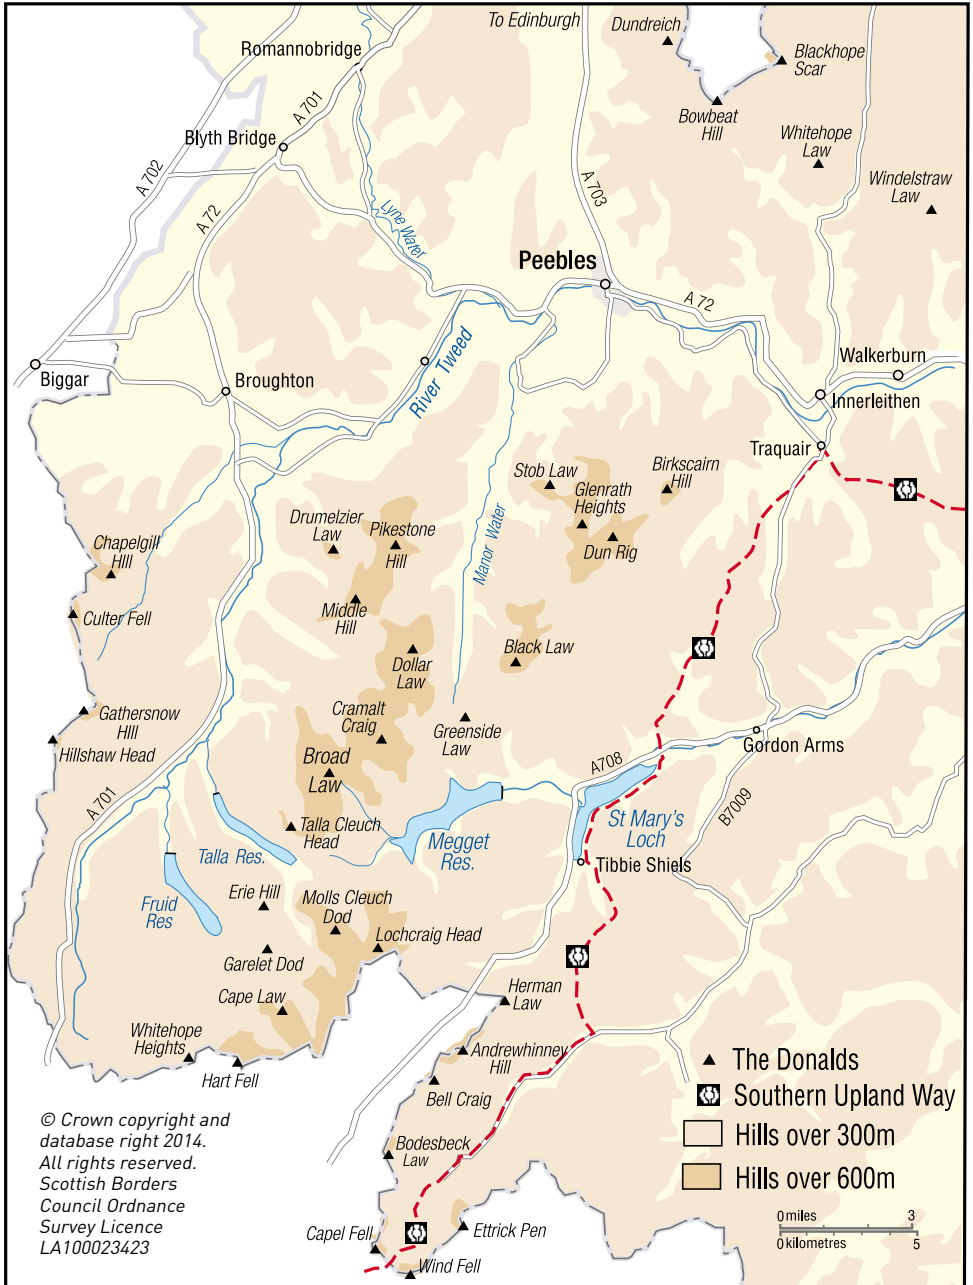 To Edinburgh
Dundreich
Romannobridge
Blackhope
Scar
A 701
Bowbeat
Hill
Blyth Bridge
Whitehope
Law
A 702
A 703
Windelstraw
Law
A 72
Lyne Water
Peebles
A 72
River Tweed
Walkerburn
Biggar
Broughton
Innerleithen
Traquair
Stob Law
Birkscairn
Hill
Glenrath
Heights
Drumelzier
Law
Pikestone
Hill
Manor Water
Dun Rig
Chapelgill
HIll
Middle
Hill
Culter Fell
Black Law
Dollar
Law
Gathersnow
HIll
Cramalt
Craig
Greenside
Law
Hillshaw Head
Gordon Arms
Broad
Law
A708
A 701
B7009
St Mary's
Loch
Talla Cleuch
Head
Megget
Res.
Talla Res.
Tibbie Shiels
Erie Hill
Molls Cleuch
Dod
Fruid
Res
Lochcraig Head
Garelet Dod
Cape Law
Herman
Law
Whitehope
Heights
Andrewhinney
Hill
Hart Fell
Bell Craig
Bodesbeck
Law
Capel Fell
Ettrick Pen
Wind Fell
The Donalds
Southern Upland Way
Hills over 300m
Hills over 600m
0 miles 3
0 kilometres 5
© Crown copyright and
database right 2014.
All rights reserved.
Scottish Borders
Council Ordnance
Survey Licence
LA100023423